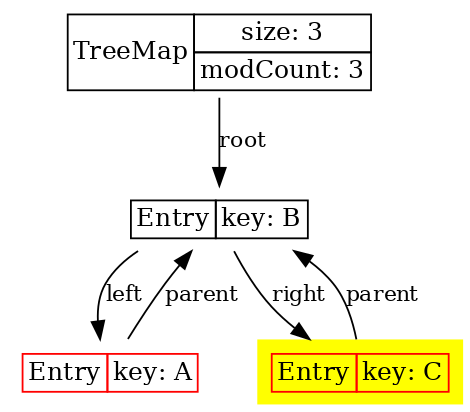 TreeMap
size: 3
modCount: 3
root
Entry
key: B
left
parent
right
parent
Entry
key: A
Entry
key: C